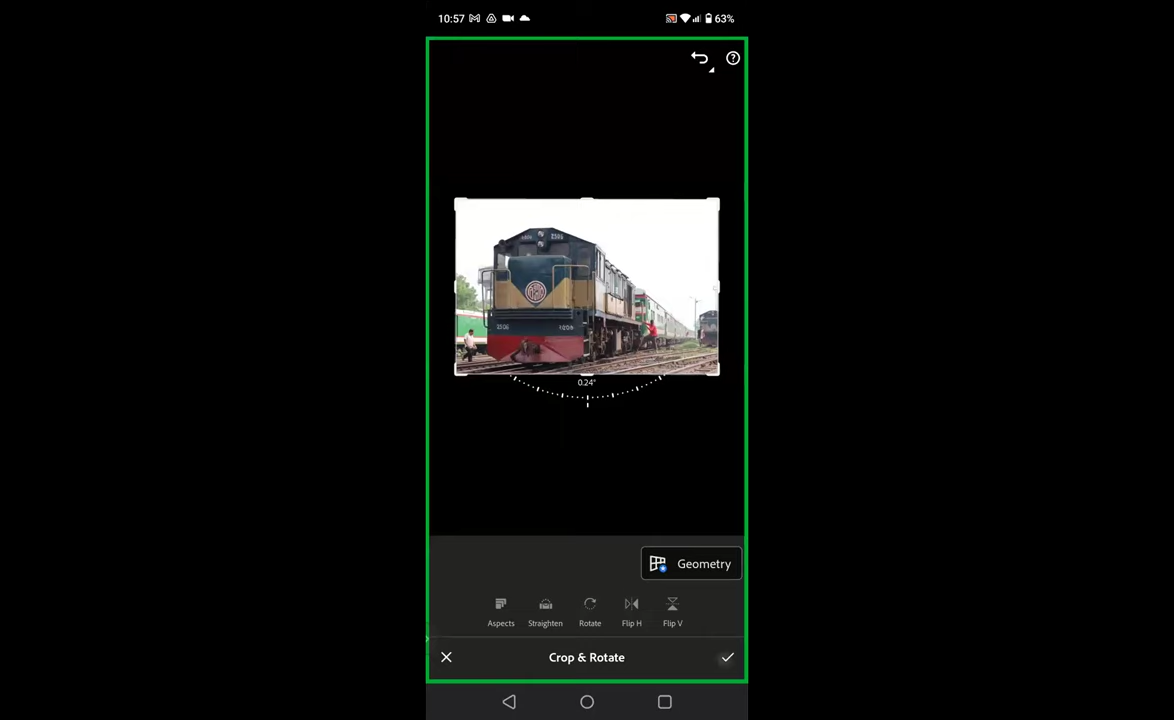 10:57
63%
0.24°
Geometry
Aspects Straighten Rotate Flip H Flip V
Crop & Rotate